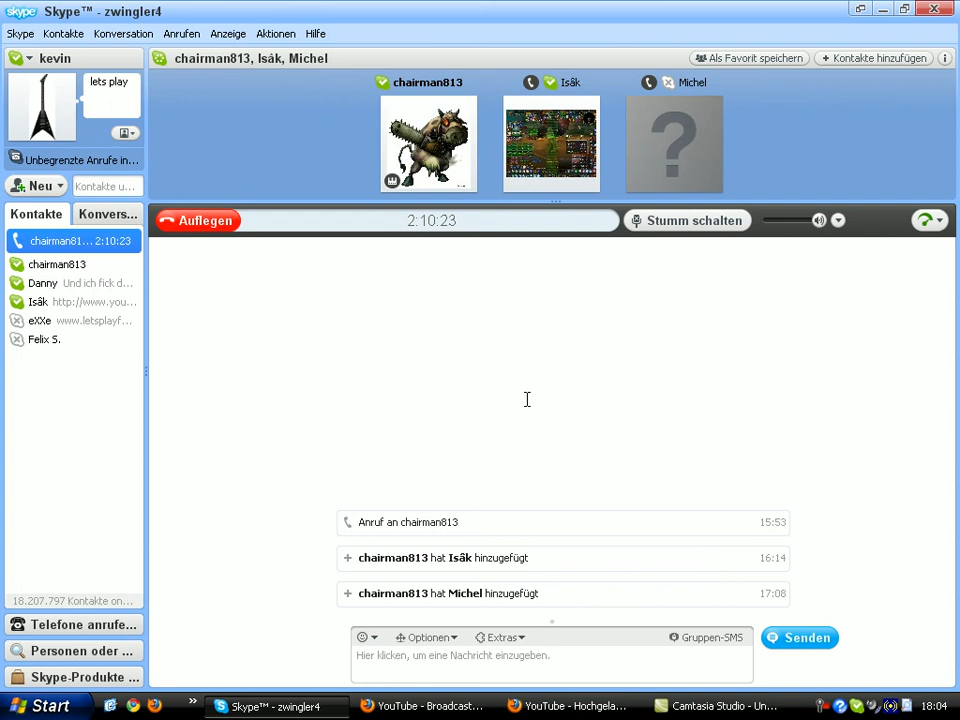 skype Skype™ - zwingler4
Skype Kontakte Konversation Anrufen Anzeige Aktionen Hilfe
kevin
lets play
Unbegrenzte Anrufe in...
Neu
Kontakte u...
Kontakte Konvers...
chairman81... 2:10:23
chairman813
Danny Und ich fick d...
Isâk http://www.you...
eXXe www.letsplayf...
Felix S.
18.207.797 Kontakte on...
Telefone anrufe...
Personen oder ...
Skype-Produkte ...
chairman813, Isâk, Michel
Als Favorit speichern
Kontakte hinzufügen
chairman813
Isâk
Michel
?
Auflegen
2:10:23
Stumm schalten
Anruf an chairman813 15:53
chairman813 hat Isâk hinzugefügt 16:14
chairman813 hat Michel hinzugefügt 17:08
Optionen Extras Gruppen-SMS
Hier klicken, um eine Nachricht einzugeben.
Senden
Start
Skype™ - zwingler4
YouTube - Broadcast...
YouTube - Hochgela...
Camtasia Studio - Un...
18:04